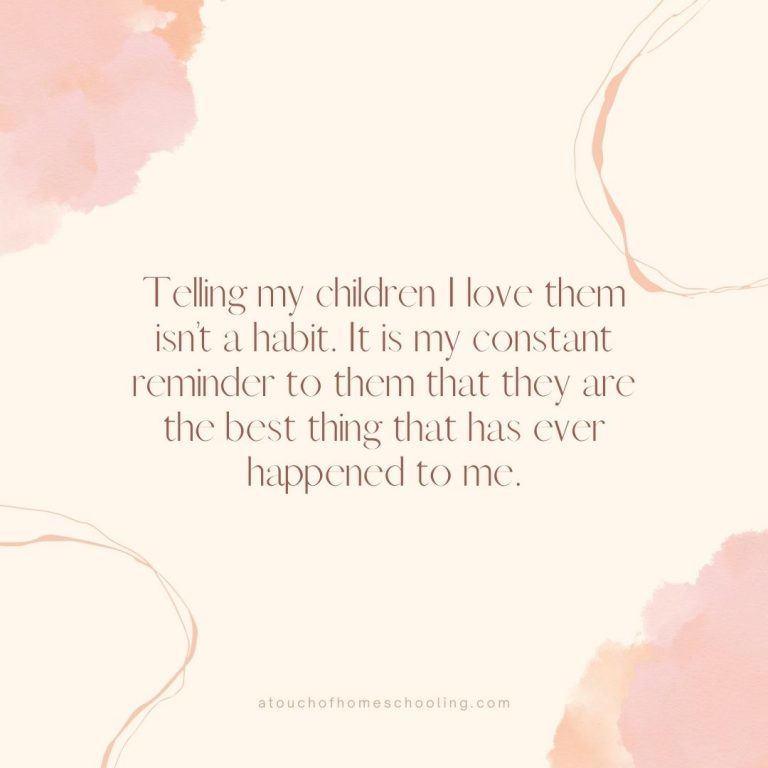 Telling my children I love them
isn't a habit. It is my constant
reminder to them that they are
the best thing that has ever
happened to me.
atouchofhomeschooling.com